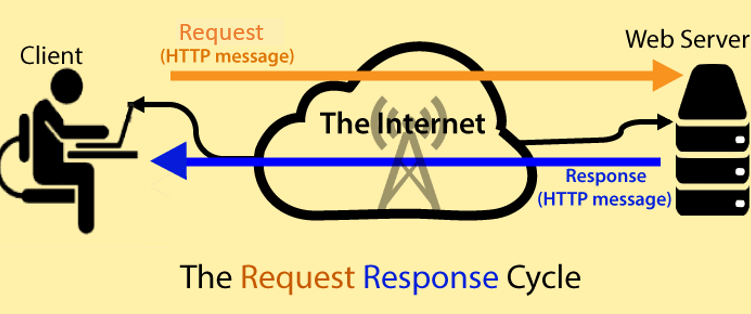 Client
Request
(HTTP message)
Web Server
The Internet
Response
(HTTP message)
The Request Response Cycle